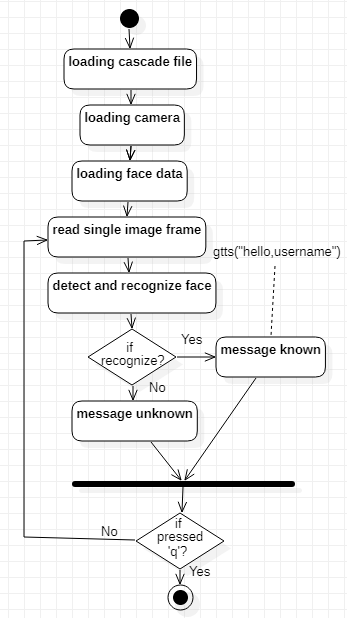 loading cascade file
loading camera
loading face data
read single image frame
gtts("hello,username")
detect and recognize face
if
recognize?
Yes
message known
No
message unknown
if
pressed
'q'?
No
Yes